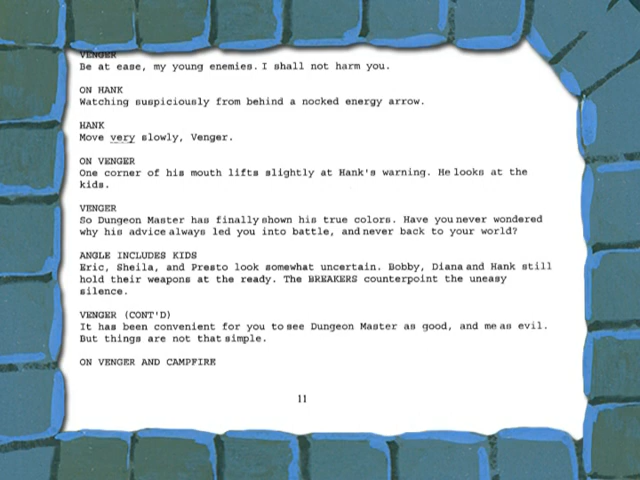 VENGER
Be at ease, my young enemies. I shall not harm you.
ON HANK
Watching suspiciously from behind a nocked energy arrow.
HANK
Move very slowly, Venger.
ON VENGER
One corner of his mouth lifts slightly at Hank's warning. He looks at the
kids.
VENGER
So Dungeon Master has finally shown his true colors. Have you never wondered
why his advice always led you into battle, and never back to your world?
ANGLE INCLUDES KIDS
Eric, Sheila, and Presto look somewhat uncertain. Bobby, Diana and Hank still
hold their weapons at the ready. The BREAKERS counterpoint the uneasy
silence.
VENGER (CONT'D)
It has been convenient for you to see Dungeon Master as good, and me as evil.
But things are not that simple.
ON VENGER AND CAMPFIRE
11